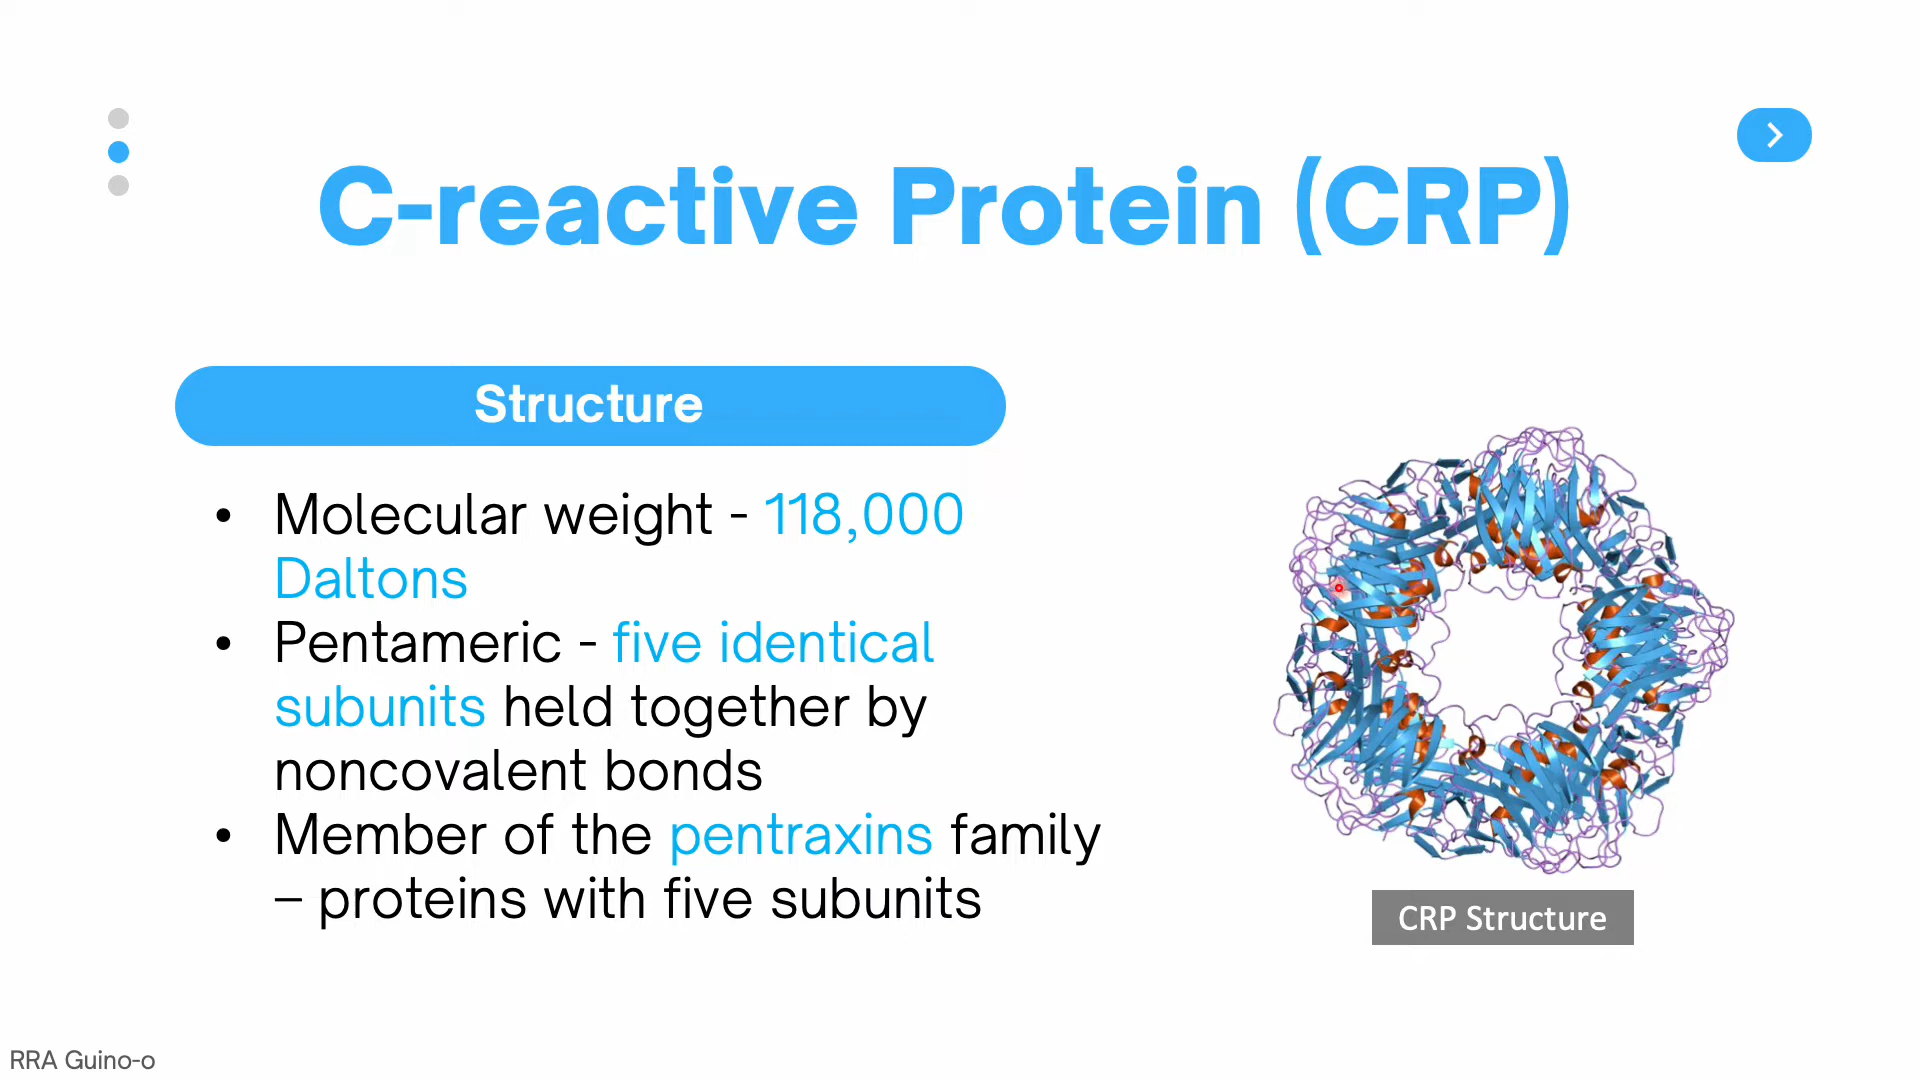 C-reactive Protein (CRP)
Structure
• Molecular weight - 118,000
Daltons
• Pentameric - five identical
subunits held together by
noncovalent bonds
• Member of the pentraxins family
– proteins with five subunits
CRP Structure
RRA Guino-o